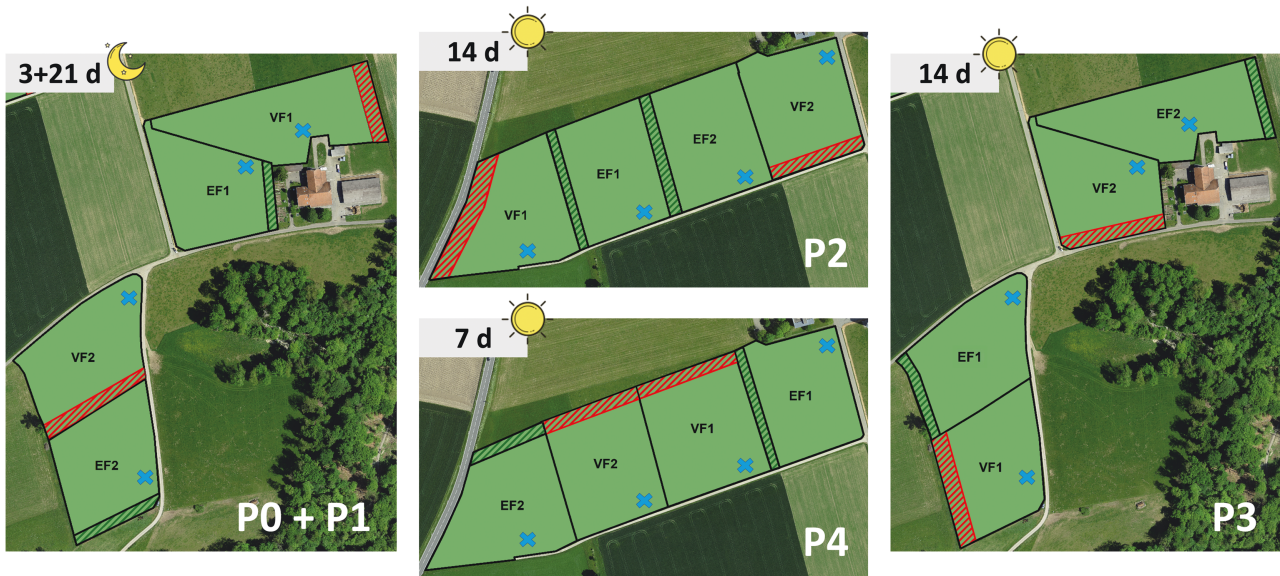 3+21 d
VF1
EF1
VF2
EF2
P0 + P1
14 d
VF1
EF1
EF2
VF2
P2
7 d
EF2
VF2
VF1
EF1
P4
14 d
EF2
VF2
EF1
VF1
P3